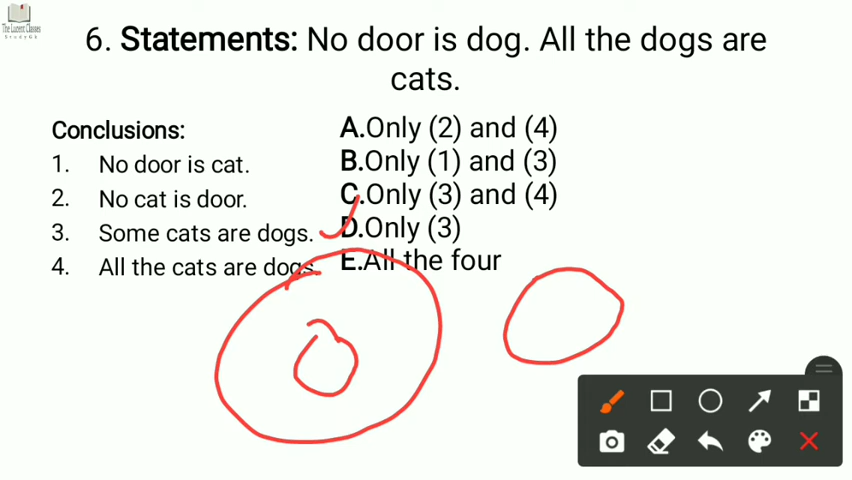 The Lucent Classes
StudyGk
6. Statements: No door is dog. All the dogs are
cats.
Conclusions:
1. No door is cat.
2. No cat is door.
3. Some cats are dogs.
4. All the cats are dogs.
A.Only (2) and (4)
B.Only (1) and (3)
C.Only (3) and (4)
D.Only (3)
E.All the four